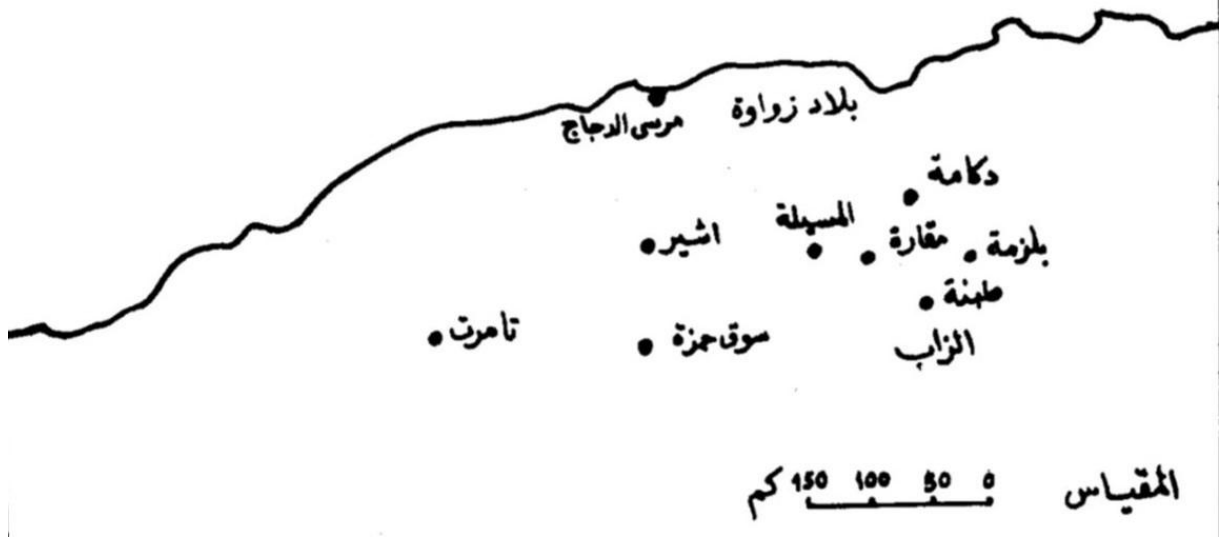 بلاد زواوة
مرسى الدجاج
دكامة
المسيلة
اشير
مقارة
بلزمة
طبنة
تامرت
سوق حمزة
الزاب
المقياس
0 50 100 150 كم